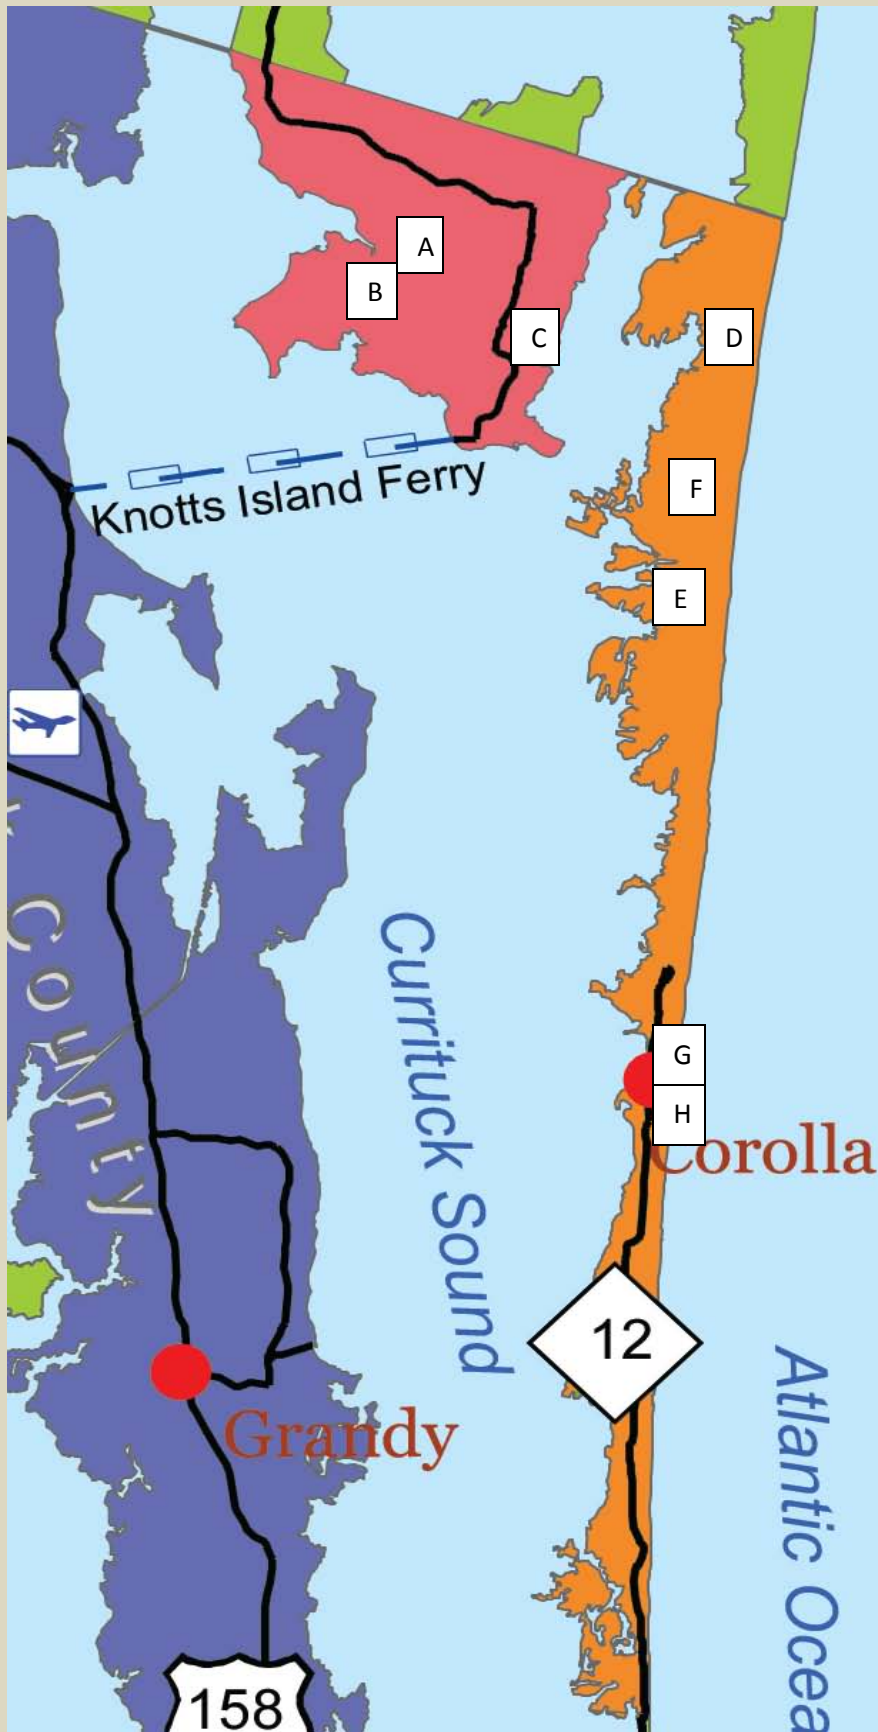 A
B
C
D
Knotts Island Ferry
F
E
County
Currituck Sound
G
H
Corolla
12
Grandy
Atlantic Ocea
158